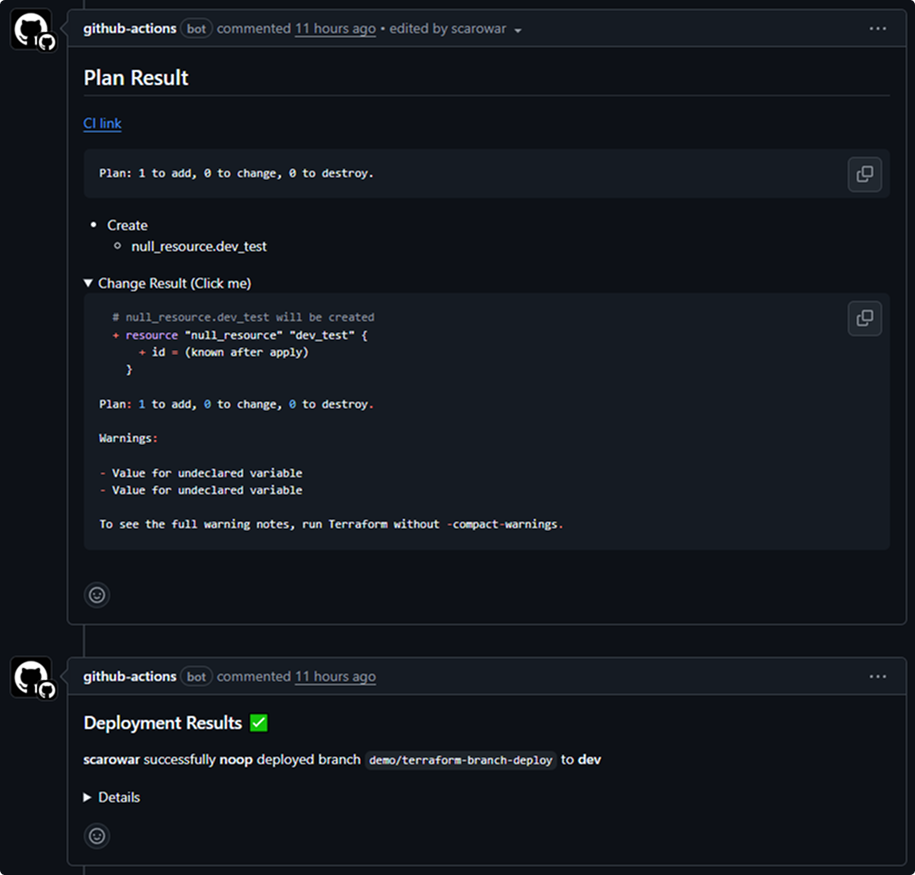 github-actions bot commented 11 hours ago • edited by scarowar
Plan Result
CI link
Plan: 1 to add, 0 to change, 0 to destroy.
Create
null_resource.dev_test
Change Result (Click me)
# null_resource.dev_test will be created
+ resource "null_resource" "dev_test" {
+ id = (known after apply)
}
Plan: 1 to add, 0 to change, 0 to destroy.
Warnings:
- Value for undeclared variable
- Value for undeclared variable
To see the full warning notes, run Terraform without -compact-warnings.
github-actions bot commented 11 hours ago
Deployment Results ✅
scarowar successfully noop deployed branch demo/terraform-branch-deploy to dev
Details